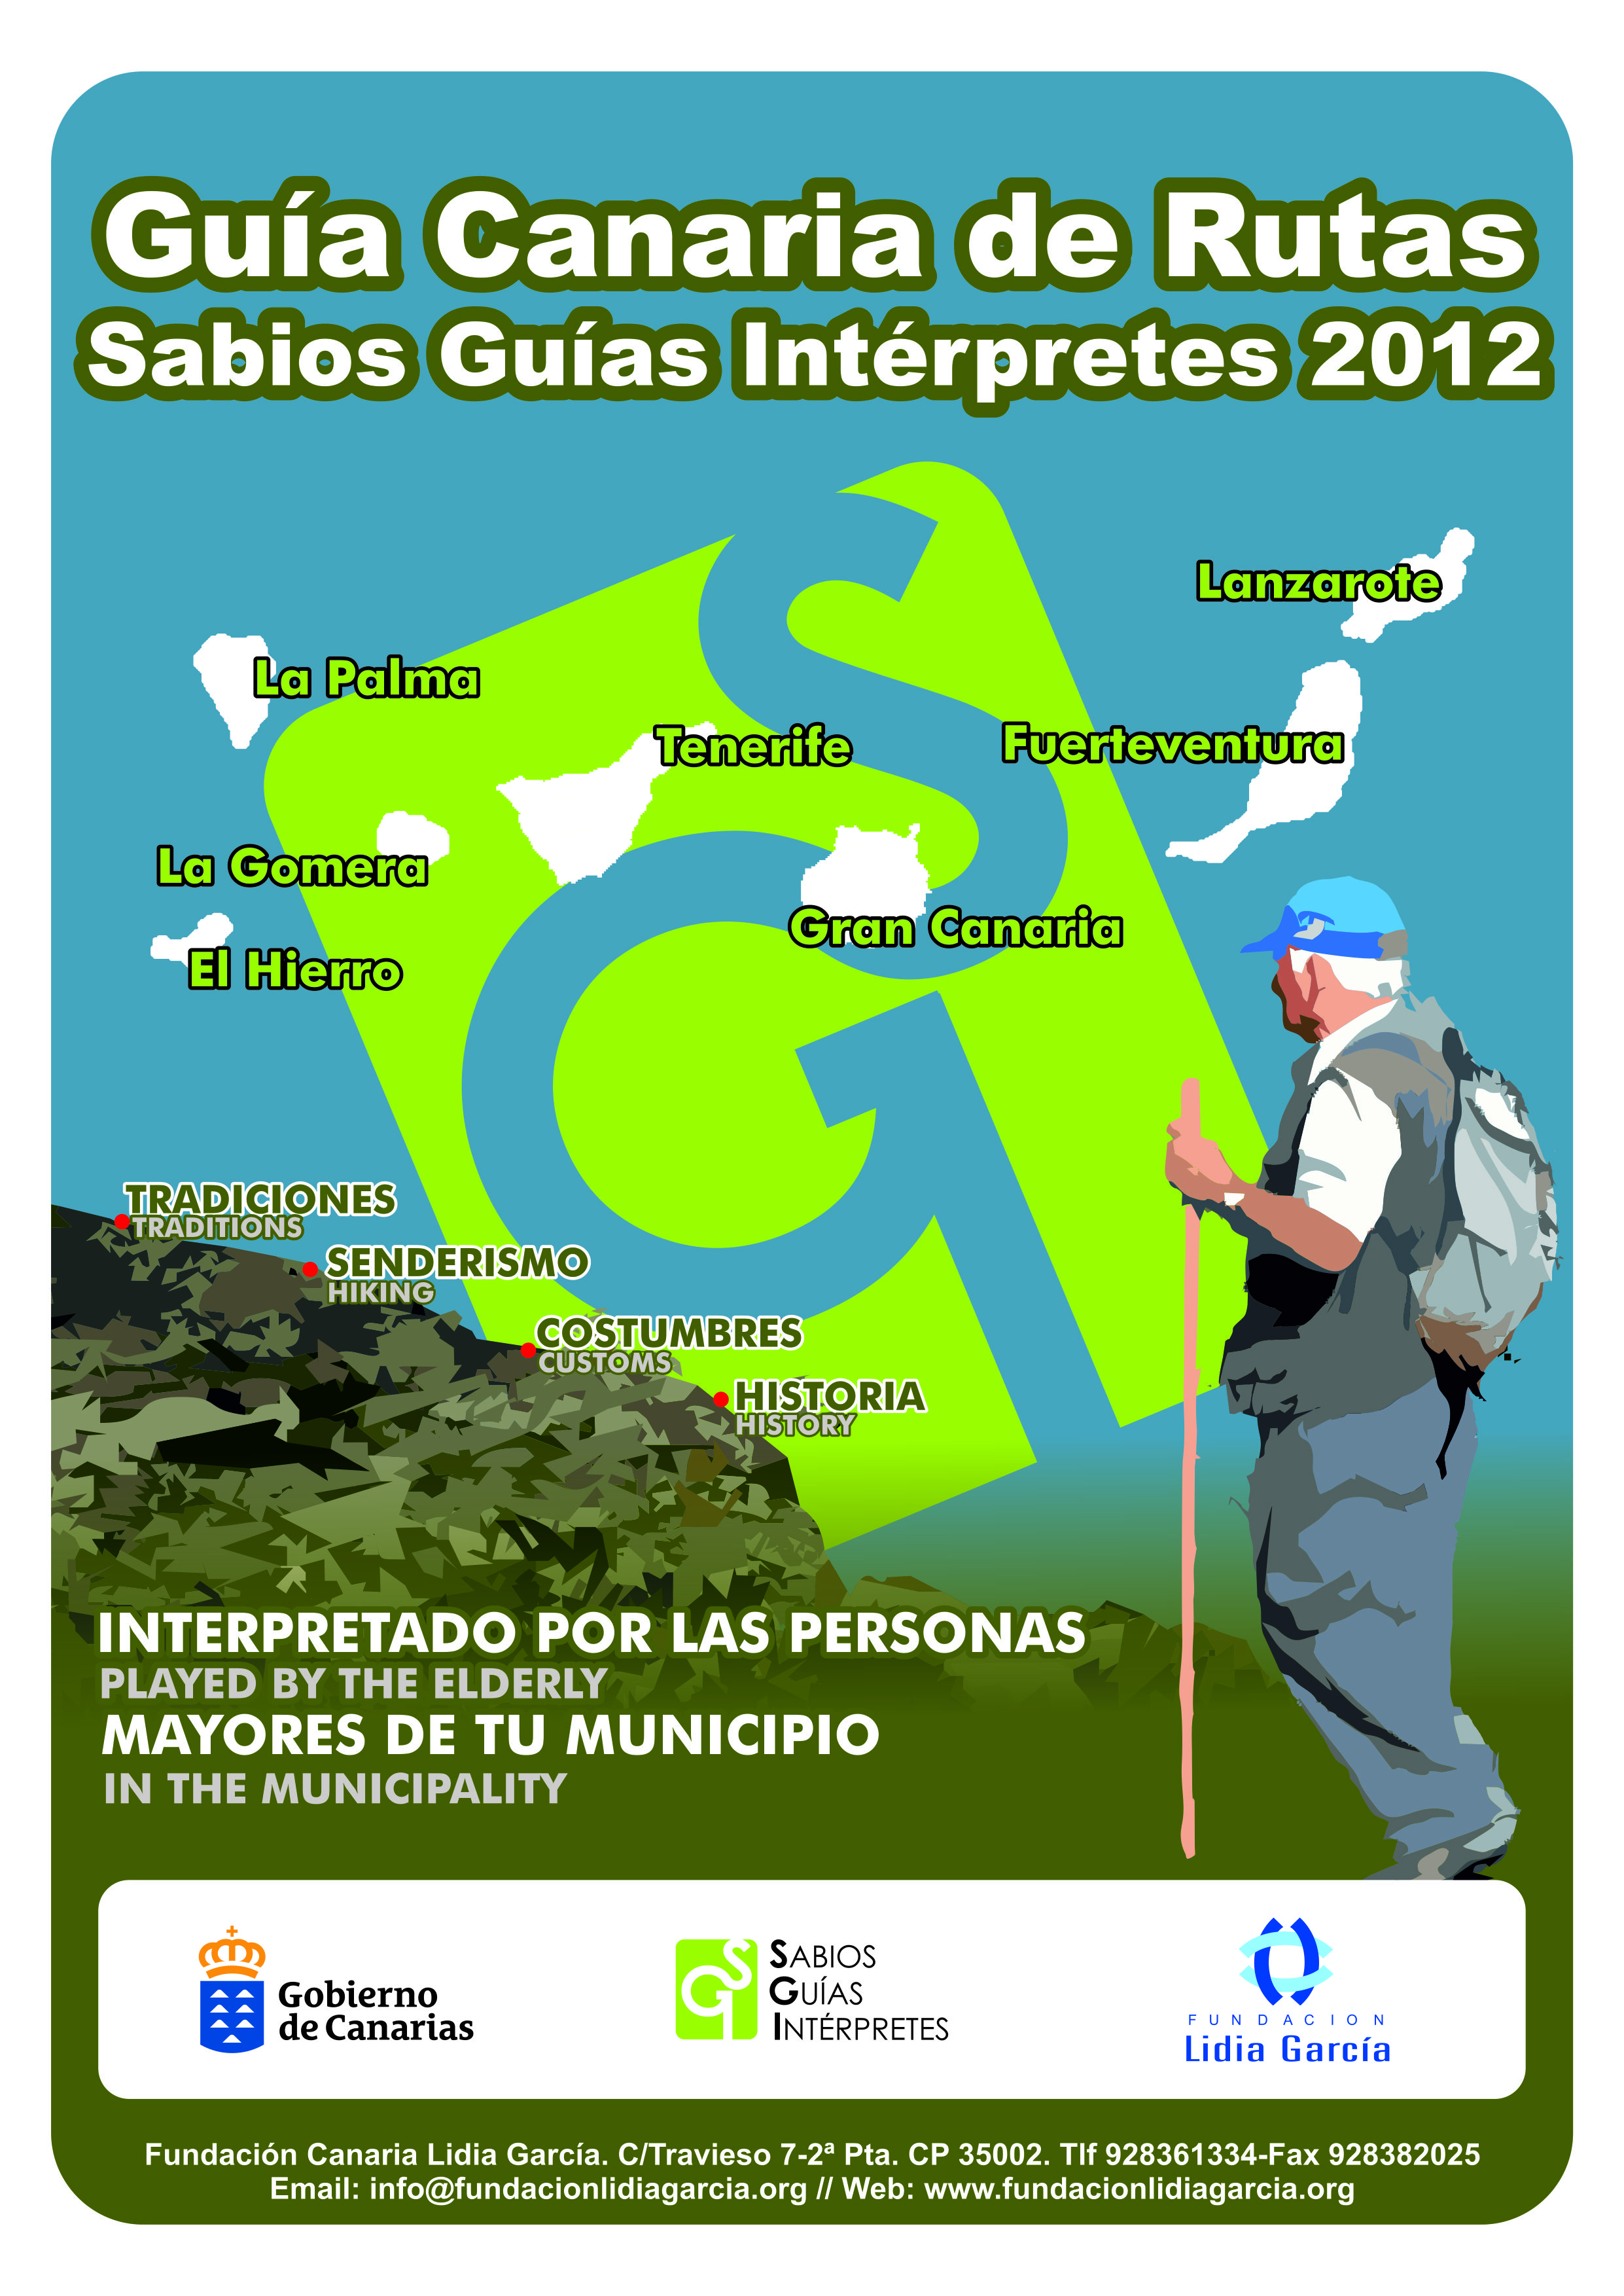 Guía Canaria de Rutas
Sabios Guías Intérpretes 2012
Lanzarote
La Palma
Tenerife
Fuerteventura
La Gomera
Gran Canaria
El Hierro
TRADICIONES
TRADITIONS
SENDERISMO
HIKING
COSTUMBRES
CUSTOMS
HISTORIA
HISTORY
INTERPRETADO POR LAS PERSONAS
PLAYED BY THE ELDERLY
MAYORES DE TU MUNICIPIO
IN THE MUNICIPALITY
Gobierno
de Canarias
SGI
SABIOS
GUÍAS
INTÉRPRETES
FUNDACION
Lidia García
Fundación Canaria Lidia García. C/Travieso 7-2ª Pta. CP 35002. Tlf 928361334-Fax 928382025
Email: info@fundacionlidiagarcia.org // Web: www.fundacionlidiagarcia.org